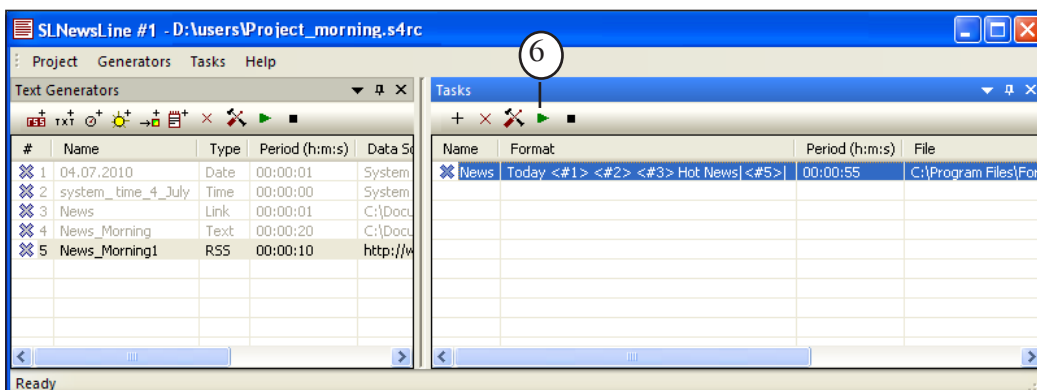 SLNewsLine #1 - D:\users\Project_morning.s4rc
6
Project Generators Tasks Help
Text Generators
Tasks
RSS TXT
# Name Type Period (h:m:s) Data So
Name Format Period (h:m:s) File
1 04.07.2010 Date 00:00:01 System
News Today <#1> <#2> <#3> Hot News| <#5>| 00:00:55 C:\Program Files\For
2 system_time_4_July Time 00:00:00 System
3 News Link 00:00:01 C:\Docu
4 News_Morning Text 00:00:20 C:\Docu
5 News_Morning1 RSS 00:00:10 http://w
Ready